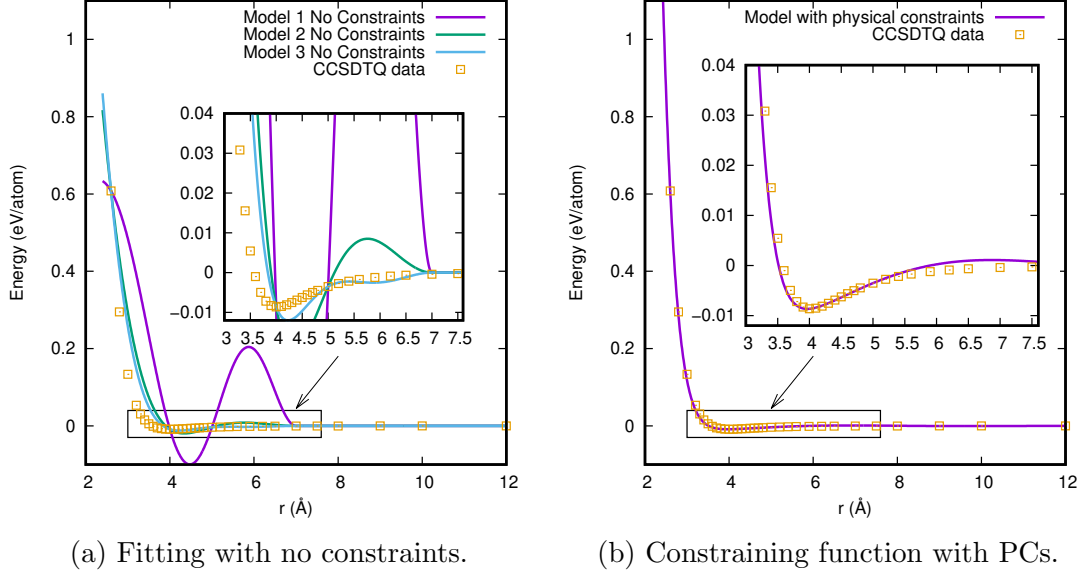 Model 1 No Constraints
Model 2 No Constraints
Model 3 No Constraints
CCSDTQ data
Energy (eV/atom)
1
0.8
0.6
0.4
0.2
0
2 4 6 8 10 12
r (Å)
0.04
0.03
0.02
0.01
0
−0.01
3 3.5 4 4.5 5 5.5 6 6.5 7 7.5
(a) Fitting with no constraints.
Model with physical constraints
CCSDTQ data
Energy (eV/atom)
1
0.8
0.6
0.4
0.2
0
2 4 6 8 10 12
r (Å)
0.04
0.03
0.02
0.01
0
−0.01
3 3.5 4 4.5 5 5.6 6 6.5 7 7.5
(b) Constraining function with PCs.